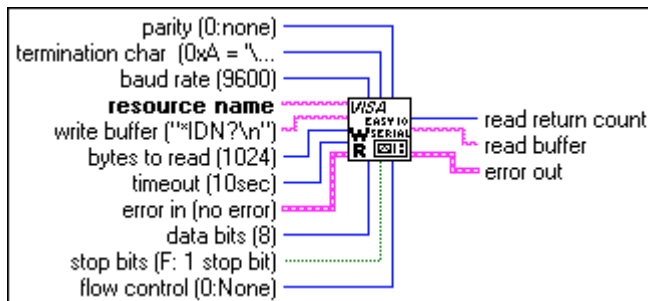 parity (0:none)
termination char (0xA = "\...
baud rate (9600)
resource name
write buffer ("*IDN?\n")
bytes to read (1024)
timeout (10sec)
error in (no error)
data bits (8)
stop bits (F: 1 stop bit)
flow control (0:None)
VISA
EASY IO
W SERIAL
R
read return count
read buffer
error out